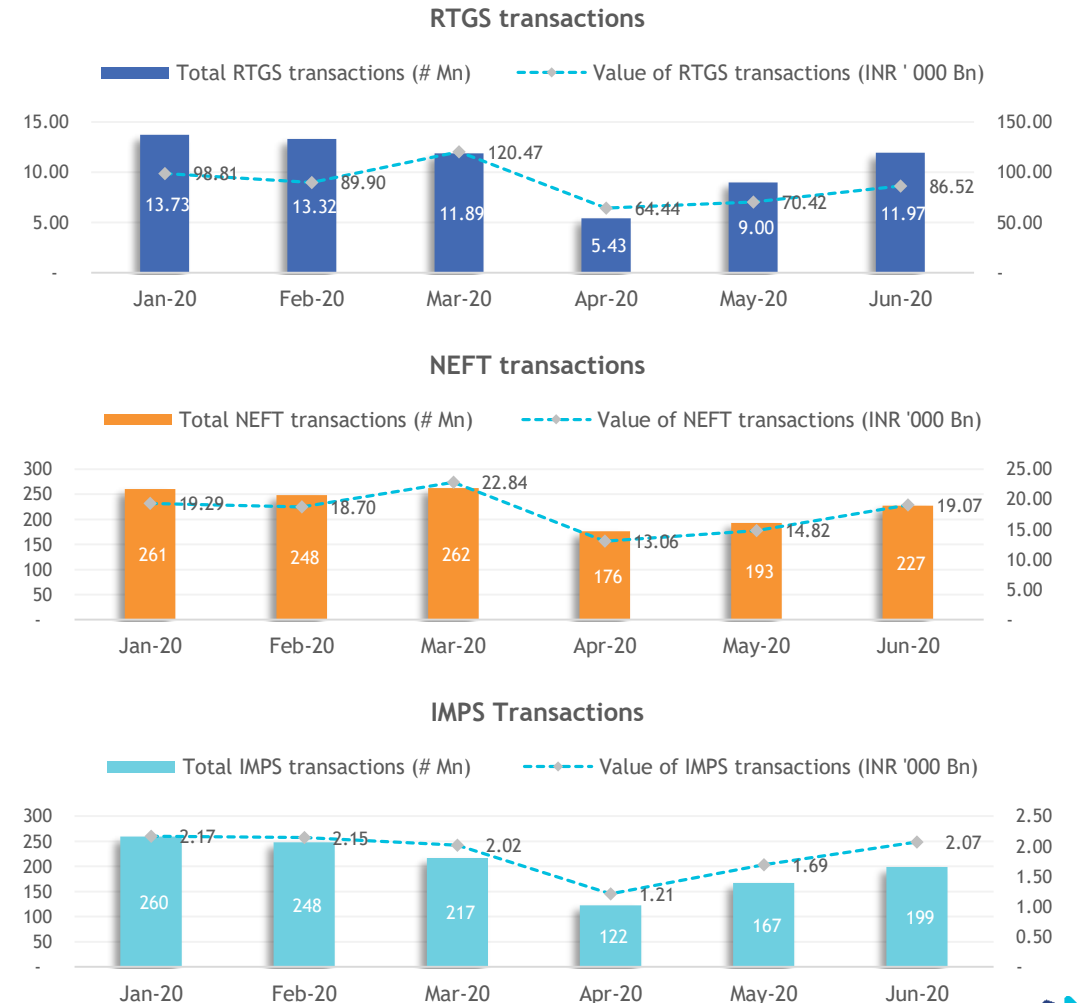 RTGS transactions
Total RTGS transactions (# Mn) Value of RTGS transactions (INR ' 000 Bn)
15.00 150.00
120.47
98.81 89.90
10.00 100.00
86.52
13.73 13.32 11.89 64.44 70.42 11.97
5.00 9.00 50.00
5.43
- -
Jan-20 Feb-20 Mar-20 Apr-20 May-20 Jun-20
NEFT transactions
Total NEFT transactions (# Mn) Value of NEFT transactions (INR '000 Bn)
300 25.00
22.84
250 19.29 18.70 20.00
19.07
200 15.00
14.82
150 13.06
261 248 262 176 193 227
100 10.00
50 5.00
- -
Jan-20 Feb-20 Mar-20 Apr-20 May-20 Jun-20
IMPS Transactions
Total IMPS transactions (# Mn) Value of IMPS transactions (INR '000 Bn)
300 2.50
250 2.17 2.15 2.02 2.07 2.00
200 1.69
150 1.50
1.21
260 248 217 122 167 199
100 1.00
50 0.50
- -
Jan-20 Feb-20 Mar-20 Apr-20 May-20 Jun-20